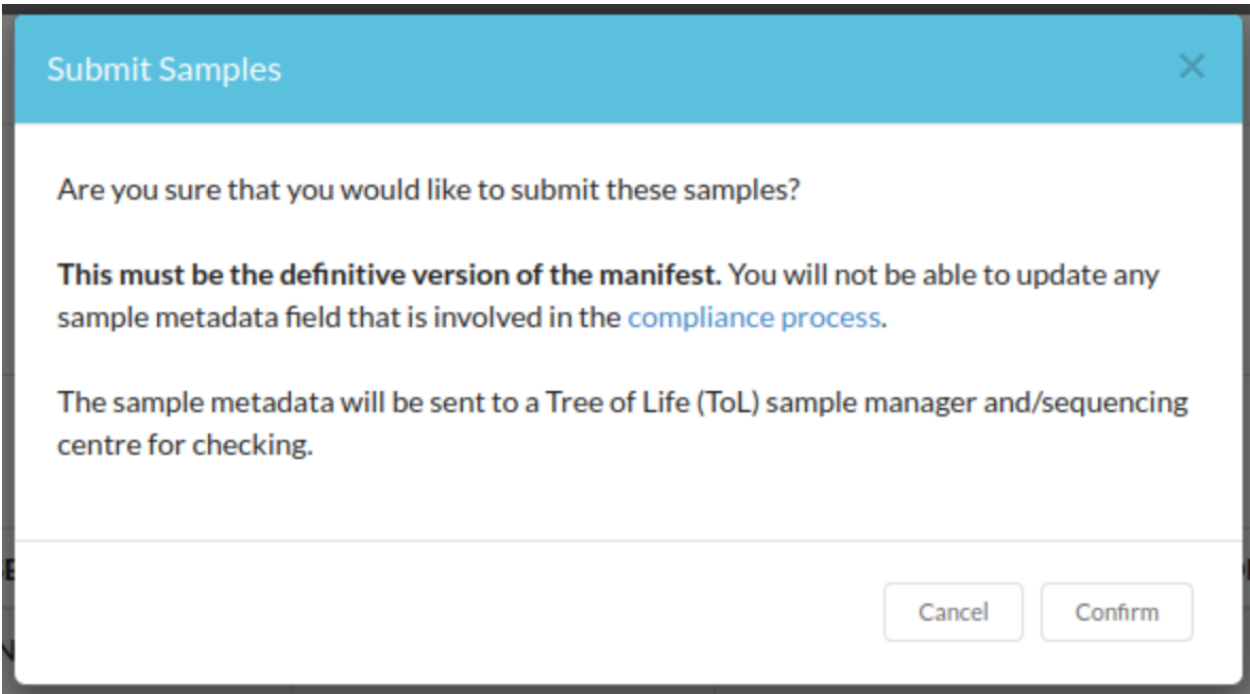 Submit Samples
Are you sure that you would like to submit these samples?
This must be the definitive version of the manifest. You will not be able to update any
sample metadata field that is involved in the compliance process.
The sample metadata will be sent to a Tree of Life (ToL) sample manager and/sequencing
centre for checking.
Cancel
Confirm